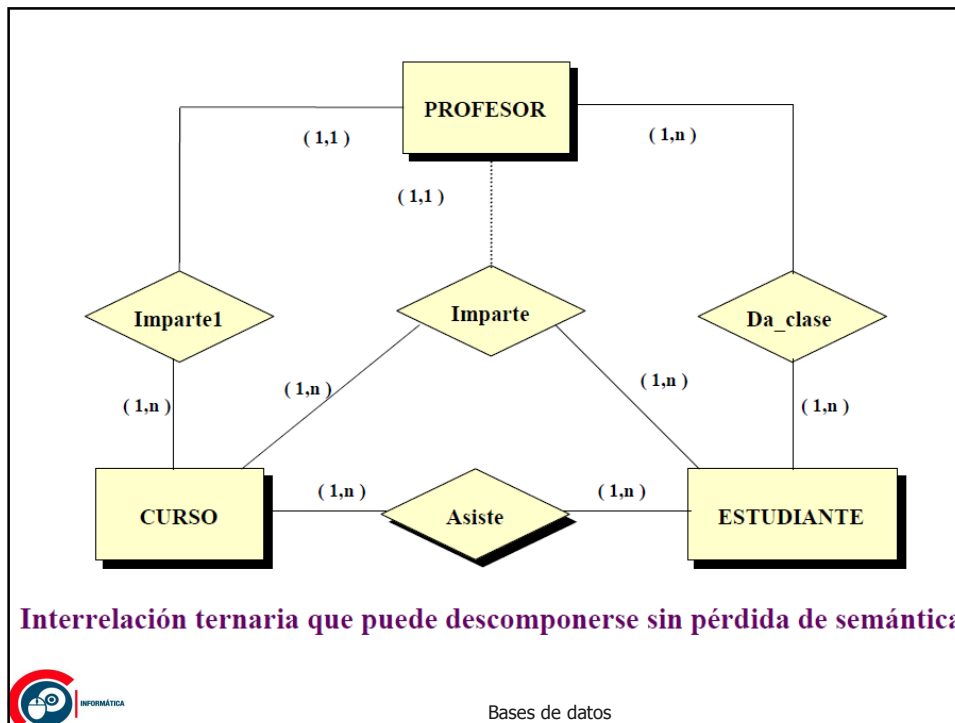 PROFESOR
( 1,1 )
( 1,n )
( 1,1 )
Imparte1
Imparte
Da_clase
( 1,n )
( 1,n )
( 1,n )
( 1,n )
( 1,n )
( 1,n )
CURSO
Asiste
ESTUDIANTE
Interrelación ternaria que puede descomponerse sin pérdida de semántica
INFORMÁTICA
Bases de datos